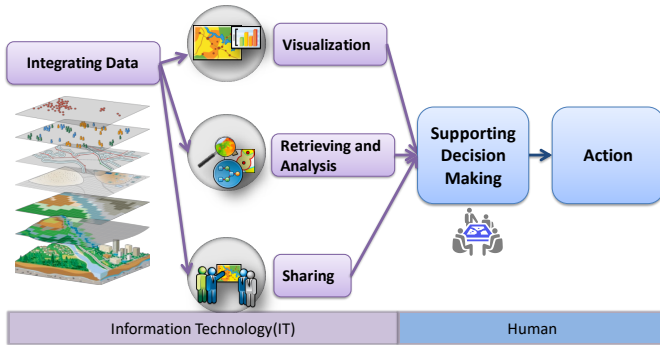 Integrating Data
Visualization
Retrieving and
Analysis
Sharing
Supporting
Decision
Making
Action
Information Technology(IT)
Human